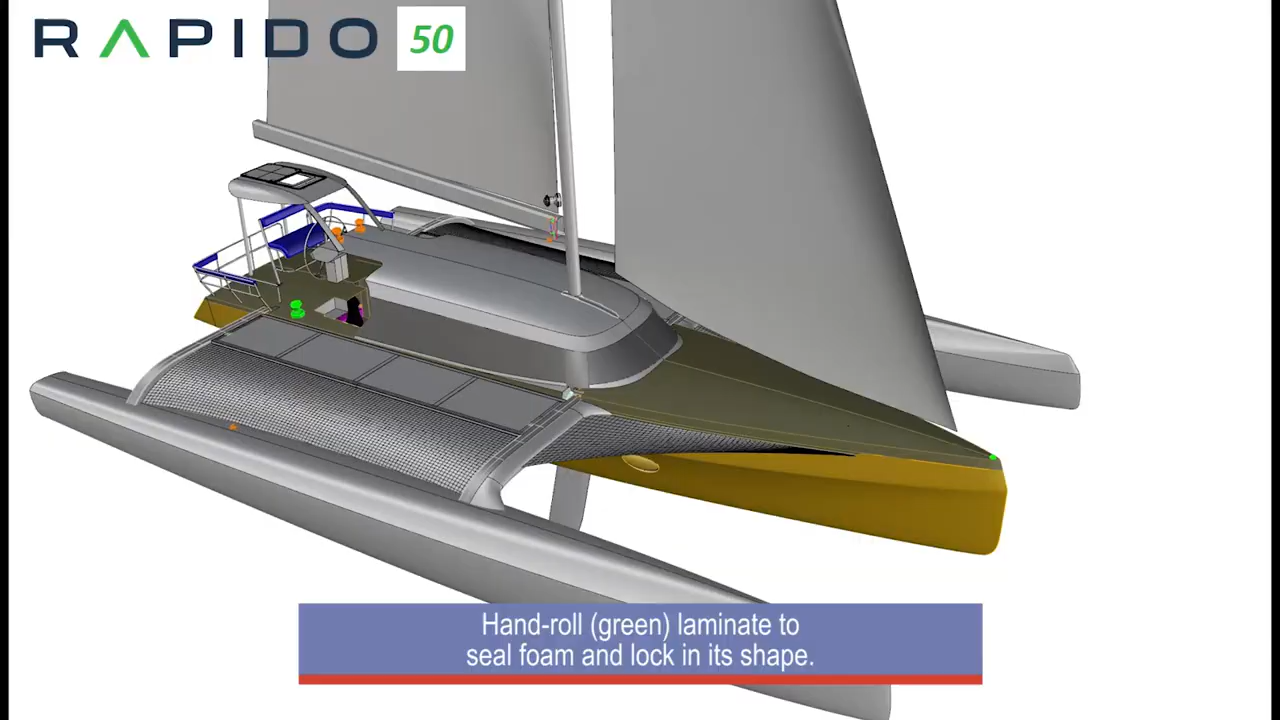 RAPIDO 50
Hand-roll (green) laminate to
seal foam and lock in its shape.